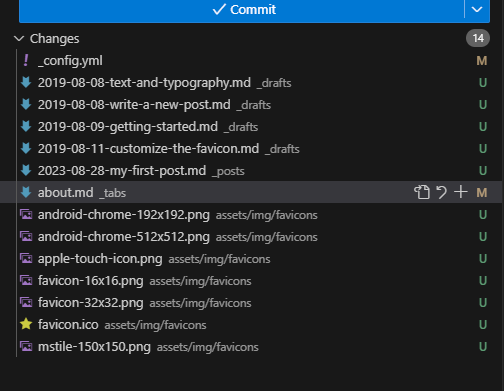 Commit
Changes 14
! _config.yml M
2019-08-08-text-and-typography.md _drafts U
2019-08-08-write-a-new-post.md _drafts U
2019-08-09-getting-started.md _drafts U
2019-08-11-customize-the-favicon.md _drafts U
2023-08-28-my-first-post.md _posts U
about.md _tabs M
android-chrome-192x192.png assets/img/favicons U
android-chrome-512x512.png assets/img/favicons U
apple-touch-icon.png assets/img/favicons U
favicon-16x16.png assets/img/favicons U
favicon-32x32.png assets/img/favicons U
favicon.ico assets/img/favicons U
mstile-150x150.png assets/img/favicons U